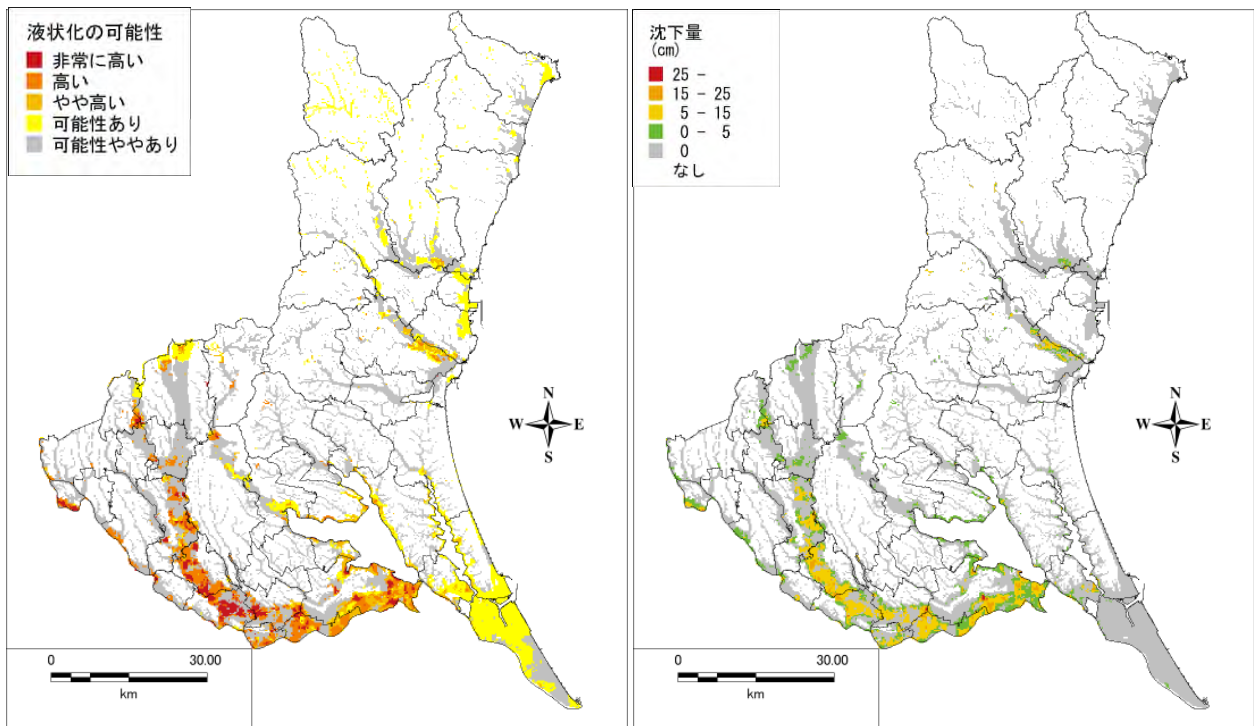 液状化の可能性
非常に高い
高い
やや高い
可能性あり
可能性ややあり
N
W E
S
0 30.00
km
沈下量
(cm)
25 -
15 - 25
5 - 15
0 - 5
0
なし
N
W E
S
0 30.00
km